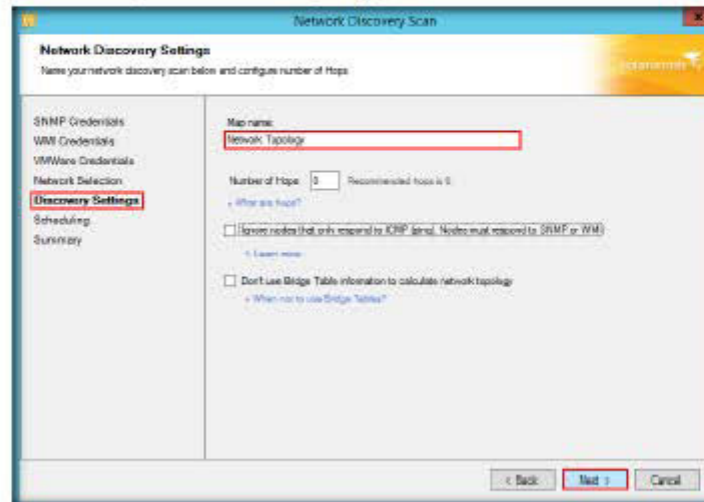 Network Discovery Scan
Network Discovery Settings
Name your network discovery scan below and configure number of Hops
solarwinds
SNMP Credentials
WMI Credentials
VMWare Credentials
Network Selection
Discovery Settings
Scheduling
Summary
Map name:
Network Topology
Number of Hops: 0 Recommended hops is 0.
» What are hops?
Ignore nodes that only respond to ICMP (ping). Nodes must respond to SNMP or WMI
» Learn more
Don't use Bridge Table information to calculate network topology
» When not to use Bridge Tables?
< Back Next > Cancel